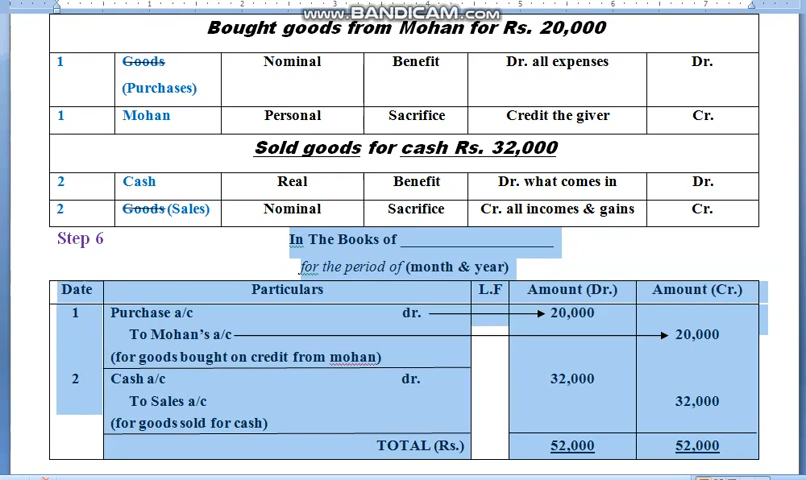 www.BANDICAM.com
Bought goods from Mohan for Rs. 20,000
1 Goods Nominal Benefit Dr. all expenses Dr.
(Purchases)
1 Mohan Personal Sacrifice Credit the giver Cr.
Sold goods for cash Rs. 32,000
2 Cash Real Benefit Dr. what comes in Dr.
2 Goods (Sales) Nominal Sacrifice Cr. all incomes & gains Cr.
Step 6 In The Books of ______________________
for the period of (month & year)
Date Particulars L.F Amount (Dr.) Amount (Cr.)
1 Purchase a/c dr. 20,000
To Mohan's a/c 20,000
(for goods bought on credit from mohan)
2 Cash a/c dr. 32,000
To Sales a/c 32,000
(for goods sold for cash)
TOTAL (Rs.) 52,000 52,000